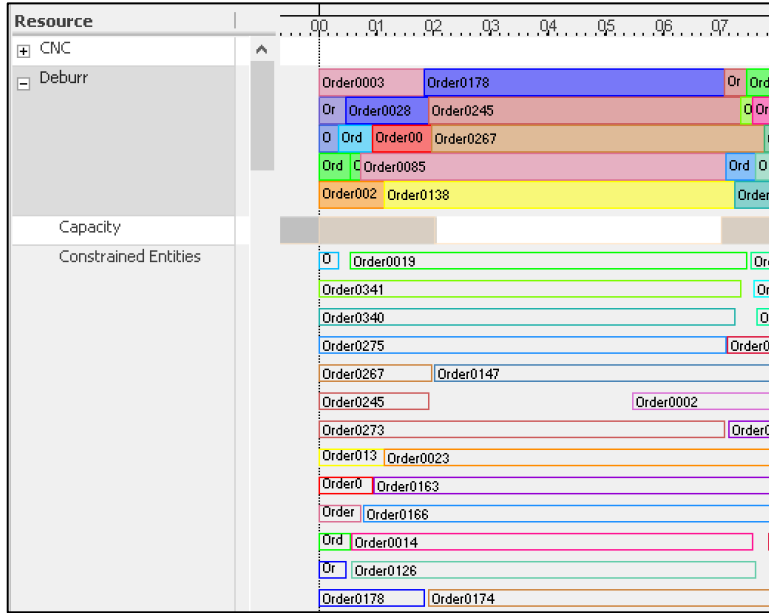 Resource 00 01 02 03 04 05 06 07
CNC
Deburr Order0003 Order0178 Or Ord
Or Order0028 Order0245 Or
O Ord Order00 Order0267
Ord Order0085 Ord O
Order002 Order0138 Order
Capacity
Constrained Entities O Order0019 Or
Order0341 Or
Order0340 O
Order0275 Order0
Order0267 Order0147
Order0245 Order0002
Order0273 Order0
Order013 Order0023
Order0 Order0163
Order Order0166
Ord Order0014
Or Order0126
Order0178 Order0174